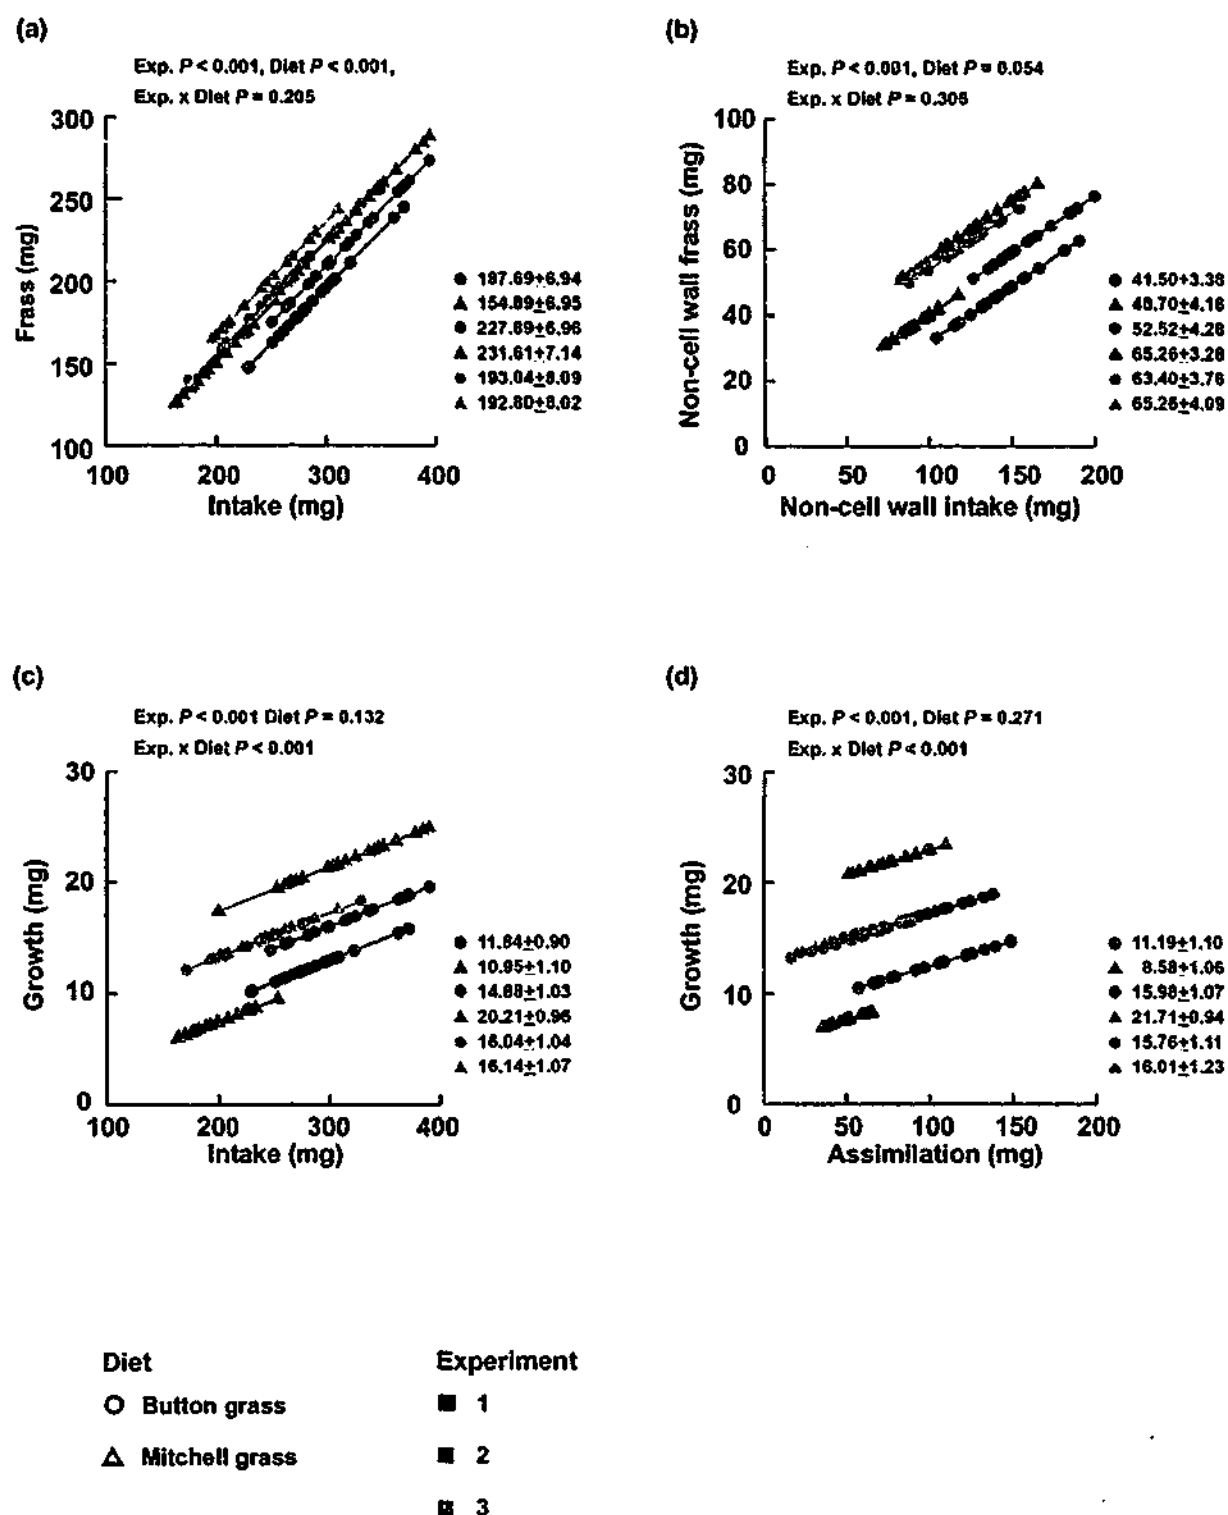 (a)
Exp. P < 0.001, Diet P < 0.001,
Exp. x Diet P = 0.205
300
250
200
150
100
Frass (mg)
100 200 300 400
Intake (mg)
187.69±6.94
154.89±6.95
227.89±6.96
231.61±7.14
193.04±8.09
192.80±8.02
(b)
Exp. P < 0.001, Diet P = 0.054
Exp. x Diet P = 0.306
100
80
60
40
20
0
Non-cell wall frass (mg)
0 50 100 150 200
Non-cell wall intake (mg)
41.50±3.38
48.70±4.16
52.52±4.28
65.26±3.28
63.40±3.76
65.26±4.09
(c)
Exp. P < 0.001 Diet P = 0.132
Exp. x Diet P < 0.001
30
20
10
0
Growth (mg)
100 200 300 400
Intake (mg)
11.84±0.90
10.95±1.10
14.88±1.03
20.21±0.96
16.04±1.04
16.14±1.07
(d)
Exp. P < 0.001, Diet P = 0.271
Exp. x Diet P < 0.001
30
20
10
0
Growth (mg)
0 50 100 150 200
Assimilation (mg)
11.19±1.10
8.58±1.06
15.98±1.07
21.71±0.94
15.76±1.11
16.01±1.23
Diet
Button grass
Mitchell grass
Experiment
1
2
3